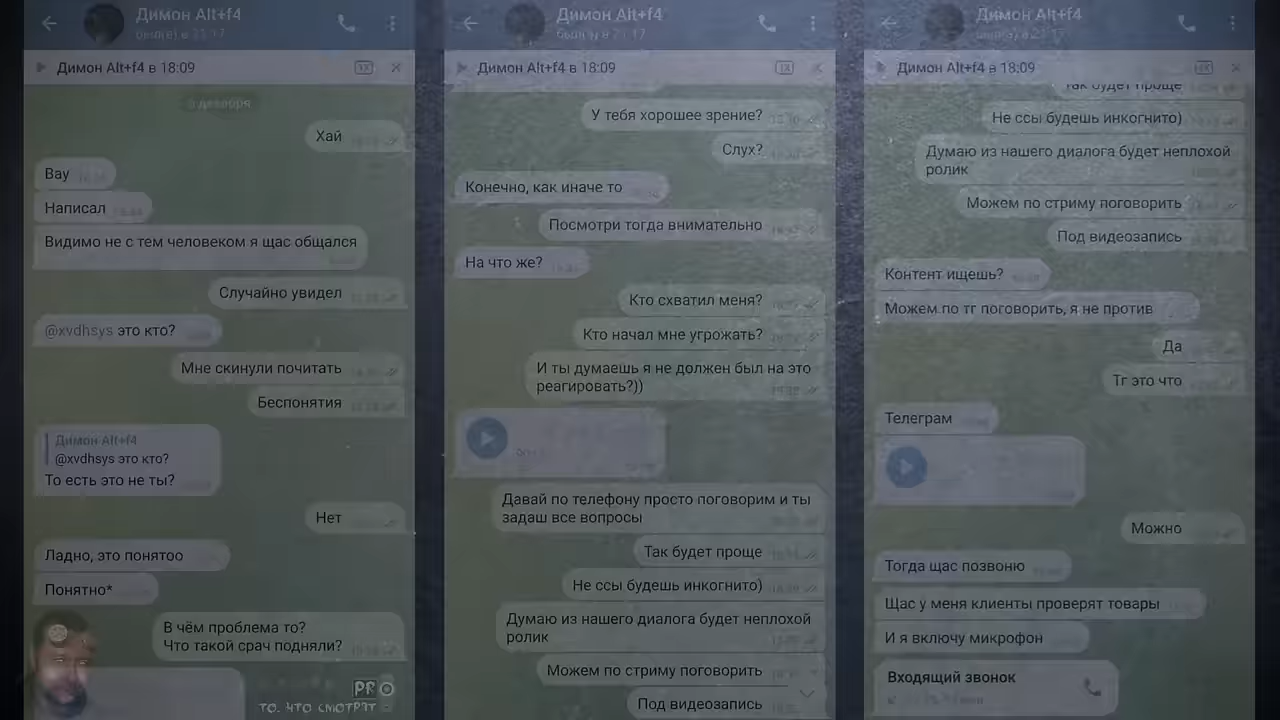 Димон Alt+f4
Димон Alt+f4 в 18:09
Хай
Вау
Написал
Видимо не с тем человеком я щас общался
Случайно увидел
@xvdhsys это кто?
Мне скинули почитать
Беспонятия
Димон Alt+f4
@xvdhsys это кто?
То есть это не ты?
Нет
Ладно, это понятоо
Понятно*
В чём проблема то?
Что такой срач подняли?
PR
ТО, ЧТО СМОТРЯТ
Димон Alt+f4
был(а) в 21:17
Димон Alt+f4 в 18:09
1X
У тебя хорошее зрение?
Слух?
Конечно, как иначе то
Посмотри тогда внимательно
На что же?
Кто схватил меня?
Кто начал мне угрожать?
И ты думаешь я не должен был на это
реагировать?))
Давай по телефону просто поговорим и ты
задаш все вопросы
Так будет проще
Не ссы будешь инкогнито)
Думаю из нашего диалога будет неплохой
ролик
Можем по стриму поговорить
Под видеозапись
Димон Alt+f4
Димон Alt+f4 в 18:09
Так будет проще
Не ссы будешь инкогнито)
Думаю из нашего диалога будет неплохой
ролик
Можем по стриму поговорить
Под видеозапись
Контент ищешь?
Можем по тг поговорить, я не против
Да
Тг это что
Телеграм
Можно
Тогда щас позвоню
Щас у меня клиенты проверят товары
И я включу микрофон
Входящий звонок